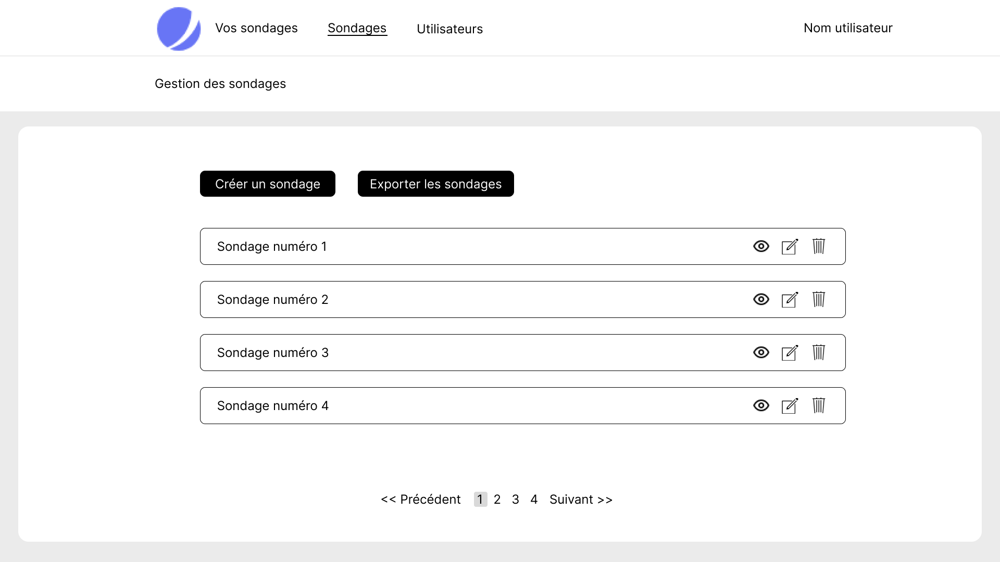 Vos sondages
Sondages
Utilisateurs
Nom utilisateur
Gestion des sondages
Créer un sondage
Exporter les sondages
Sondage numéro 1
Sondage numéro 2
Sondage numéro 3
Sondage numéro 4
<< Précédent 1 2 3 4 Suivant >>